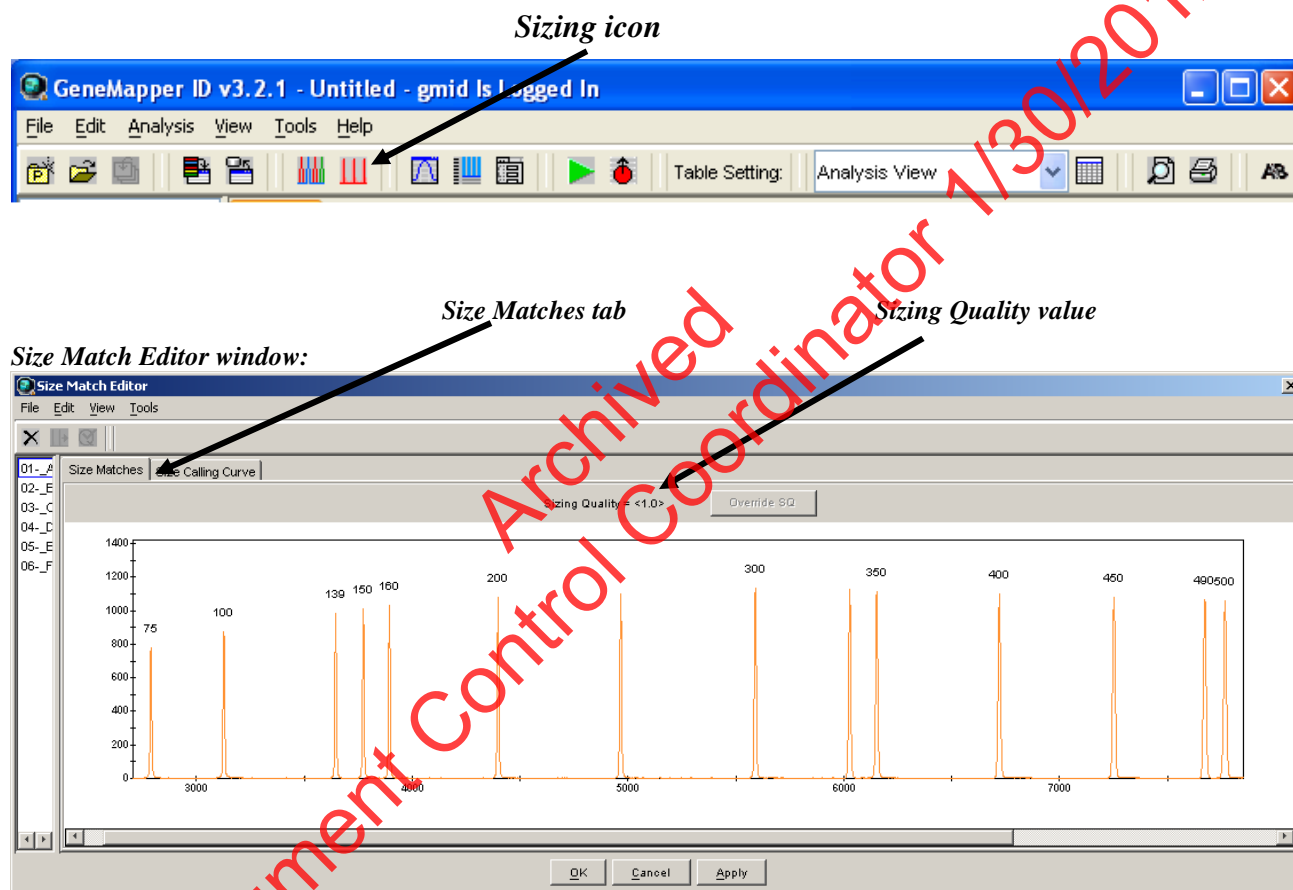 Sizing icon
GeneMapper ID v3.2.1 - Untitled - gmid Is Logged In
File Edit Analysis View Tools Help
Table Setting: Analysis View
Size Matches tab
Sizing Quality value
Size Match Editor window:
Size Match Editor
File Edit View Tools
Size Matches Size Calling Curve
Sizing Quality = <1.0> Override SQ
01-_A
02-_E
03-_C
04-_D
05-_E
06-_F
1400
1200
1000
800
600
400
200
0
75 100 139 150 160 200 300 350 400 450 490 500
3000 4000 5000 6000 7000
OK Cancel Apply
Archived
Control Coordinator 1/30/201